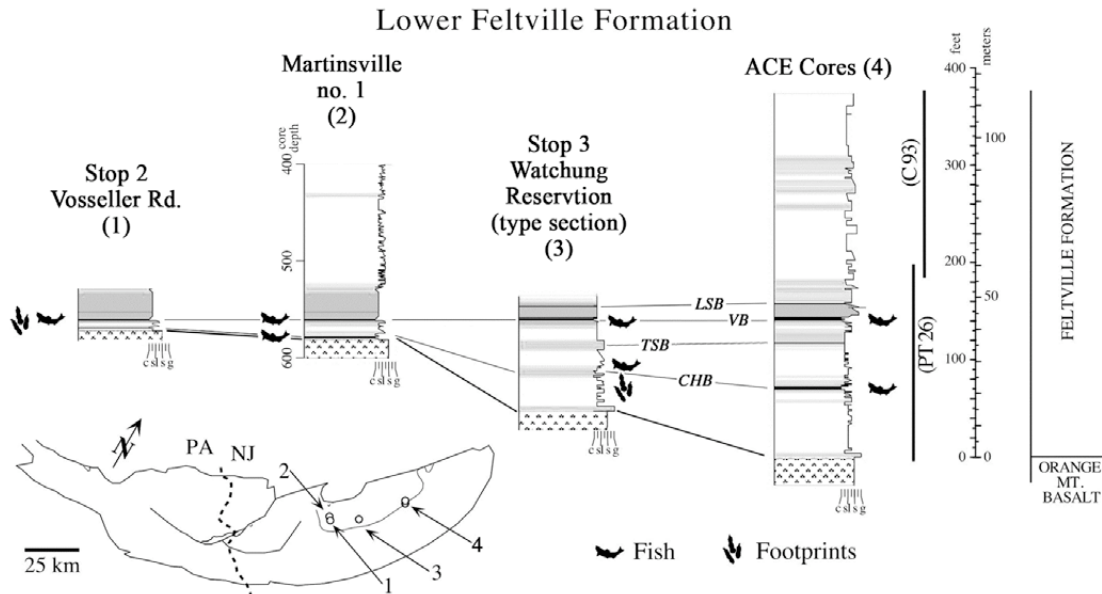 Lower Feltville Formation
Stop 2
Vosseller Rd.
(1)
Martinsville
no. 1
(2)
core
depth
400
500
600
Stop 3
Watchung
Reservtion
(type section)
(3)
ACE Cores (4)
feet
meters
400
300
200
100
0
100
50
0
(C 93)
(PT 26)
FELTVILLE FORMATION
ORANGE
MT.
BASALT
LSB
VB
TSB
CHB
c sl s g
c sl s g
c sl s g
c sl s g
N
PA
NJ
2
1
3
4
25 km
Fish
Footprints